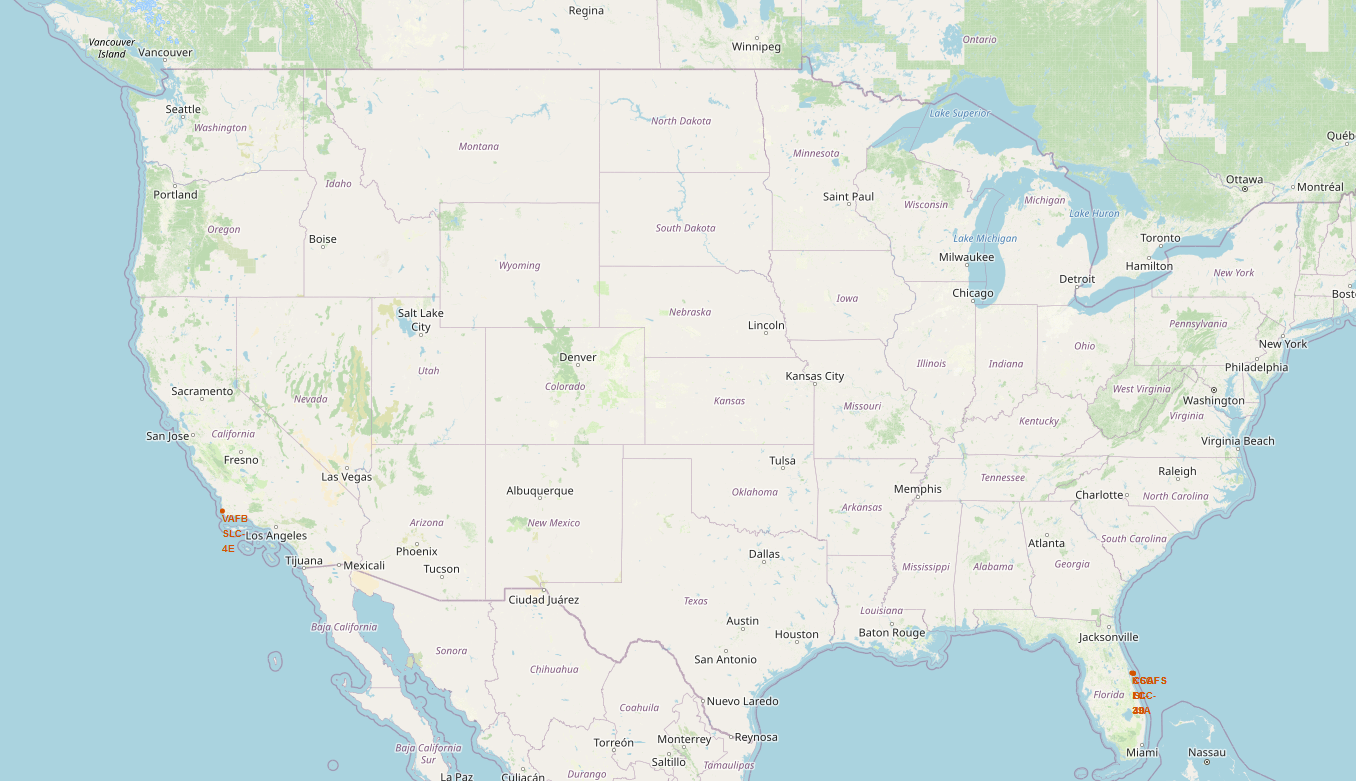 Regina
Winnipeg
Ontario
Vancouver
Island
Vancouver
Seattle
Washington
North Dakota
Lake Superior
Montana
Minnesota
Québ
Idaho
Ottawa
Montréal
Portland
Saint Paul
Wisconsin
Michigan
Lake Huron
Oregon
Boise
South Dakota
Lake Michigan
Toronto
Milwaukee
Hamilton
Wyoming
Detroit
New York
Chicago
Bosto
Iowa
Salt Lake
City
Nebraska
Lincoln
Pennsylvania
New York
Ohio
Denver
Utah
Illinois
Indiana
Philadelphia
Kansas City
Colorado
Sacramento
Nevada
Kansas
Missouri
West Virginia
Washington
Virginia
Kentucky
San Jose
California
Virginia Beach
Fresno
Las Vegas
Tulsa
Raleigh
Tennessee
Albuquerque
Oklahoma
Memphis
Charlotte
North Carolina
Arkansas
VAFB
SLC-
4E
Los Angeles
Arizona
New Mexico
Phoenix
Atlanta
South Carolina
Tijuana
Mexicali
Tucson
Dallas
Mississippi
Alabama
Georgia
Ciudad Juárez
Texas
Louisiana
Baja California
Austin
Houston
Baton Rouge
Jacksonville
Sonora
Chihuahua
San Antonio
Florida
Coahuila
Nuevo Laredo
Baja California
Sur
Torreón
Monterrey
Reynosa
Saltillo
Miami
Nassau
Tamaulipas
La Paz
Culiacán
Durango